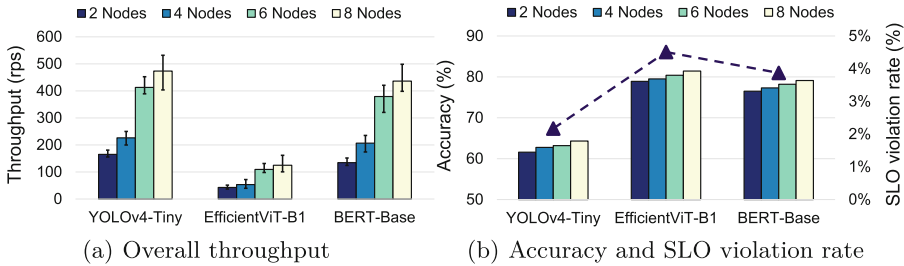 2 Nodes 4 Nodes 6 Nodes 8 Nodes
600
500
400
300
200
100
0
Throughput (rps)
YOLOv4-Tiny EfficientViT-B1 BERT-Base
(a) Overall throughput
2 Nodes 4 Nodes 6 Nodes 8 Nodes
90
80
70
60
50
Accuracy (%)
5%
4%
3%
2%
1%
0%
SLO violation rate (%)
YOLOv4-Tiny EfficientViT-B1 BERT-Base
(b) Accuracy and SLO violation rate